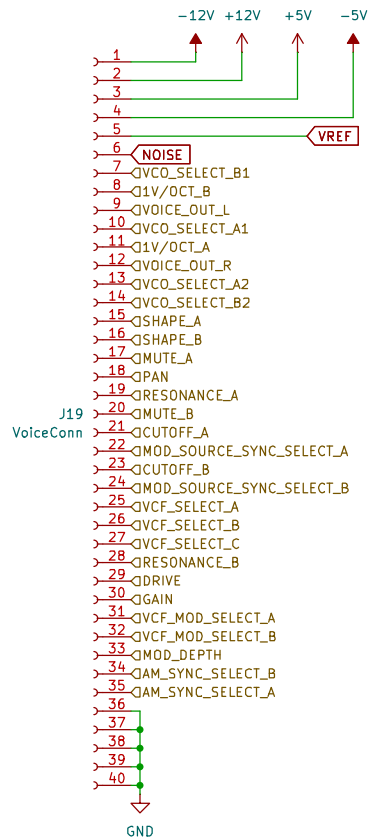 -12V +12V +5V -5V
1
2
3
4
5 VREF
6 NOISE
7 VCO_SELECT_B1
8 1V/OCT_B
9 VOICE_OUT_L
10 VCO_SELECT_A1
11 1V/OCT_A
12 VOICE_OUT_R
13 VCO_SELECT_A2
14 VCO_SELECT_B2
15 SHAPE_A
16 SHAPE_B
17 MUTE_A
18 PAN
19 RESONANCE_A
J19 20 MUTE_B
VoiceConn 21 CUTOFF_A
22 MOD_SOURCE_SYNC_SELECT_A
23 CUTOFF_B
24 MOD_SOURCE_SYNC_SELECT_B
25 VCF_SELECT_A
26 VCF_SELECT_B
27 VCF_SELECT_C
28 RESONANCE_B
29 DRIVE
30 GAIN
31 VCF_MOD_SELECT_A
32 VCF_MOD_SELECT_B
33 MOD_DEPTH
34 AM_SYNC_SELECT_B
35 AM_SYNC_SELECT_A
36
37
38
39
40
GND